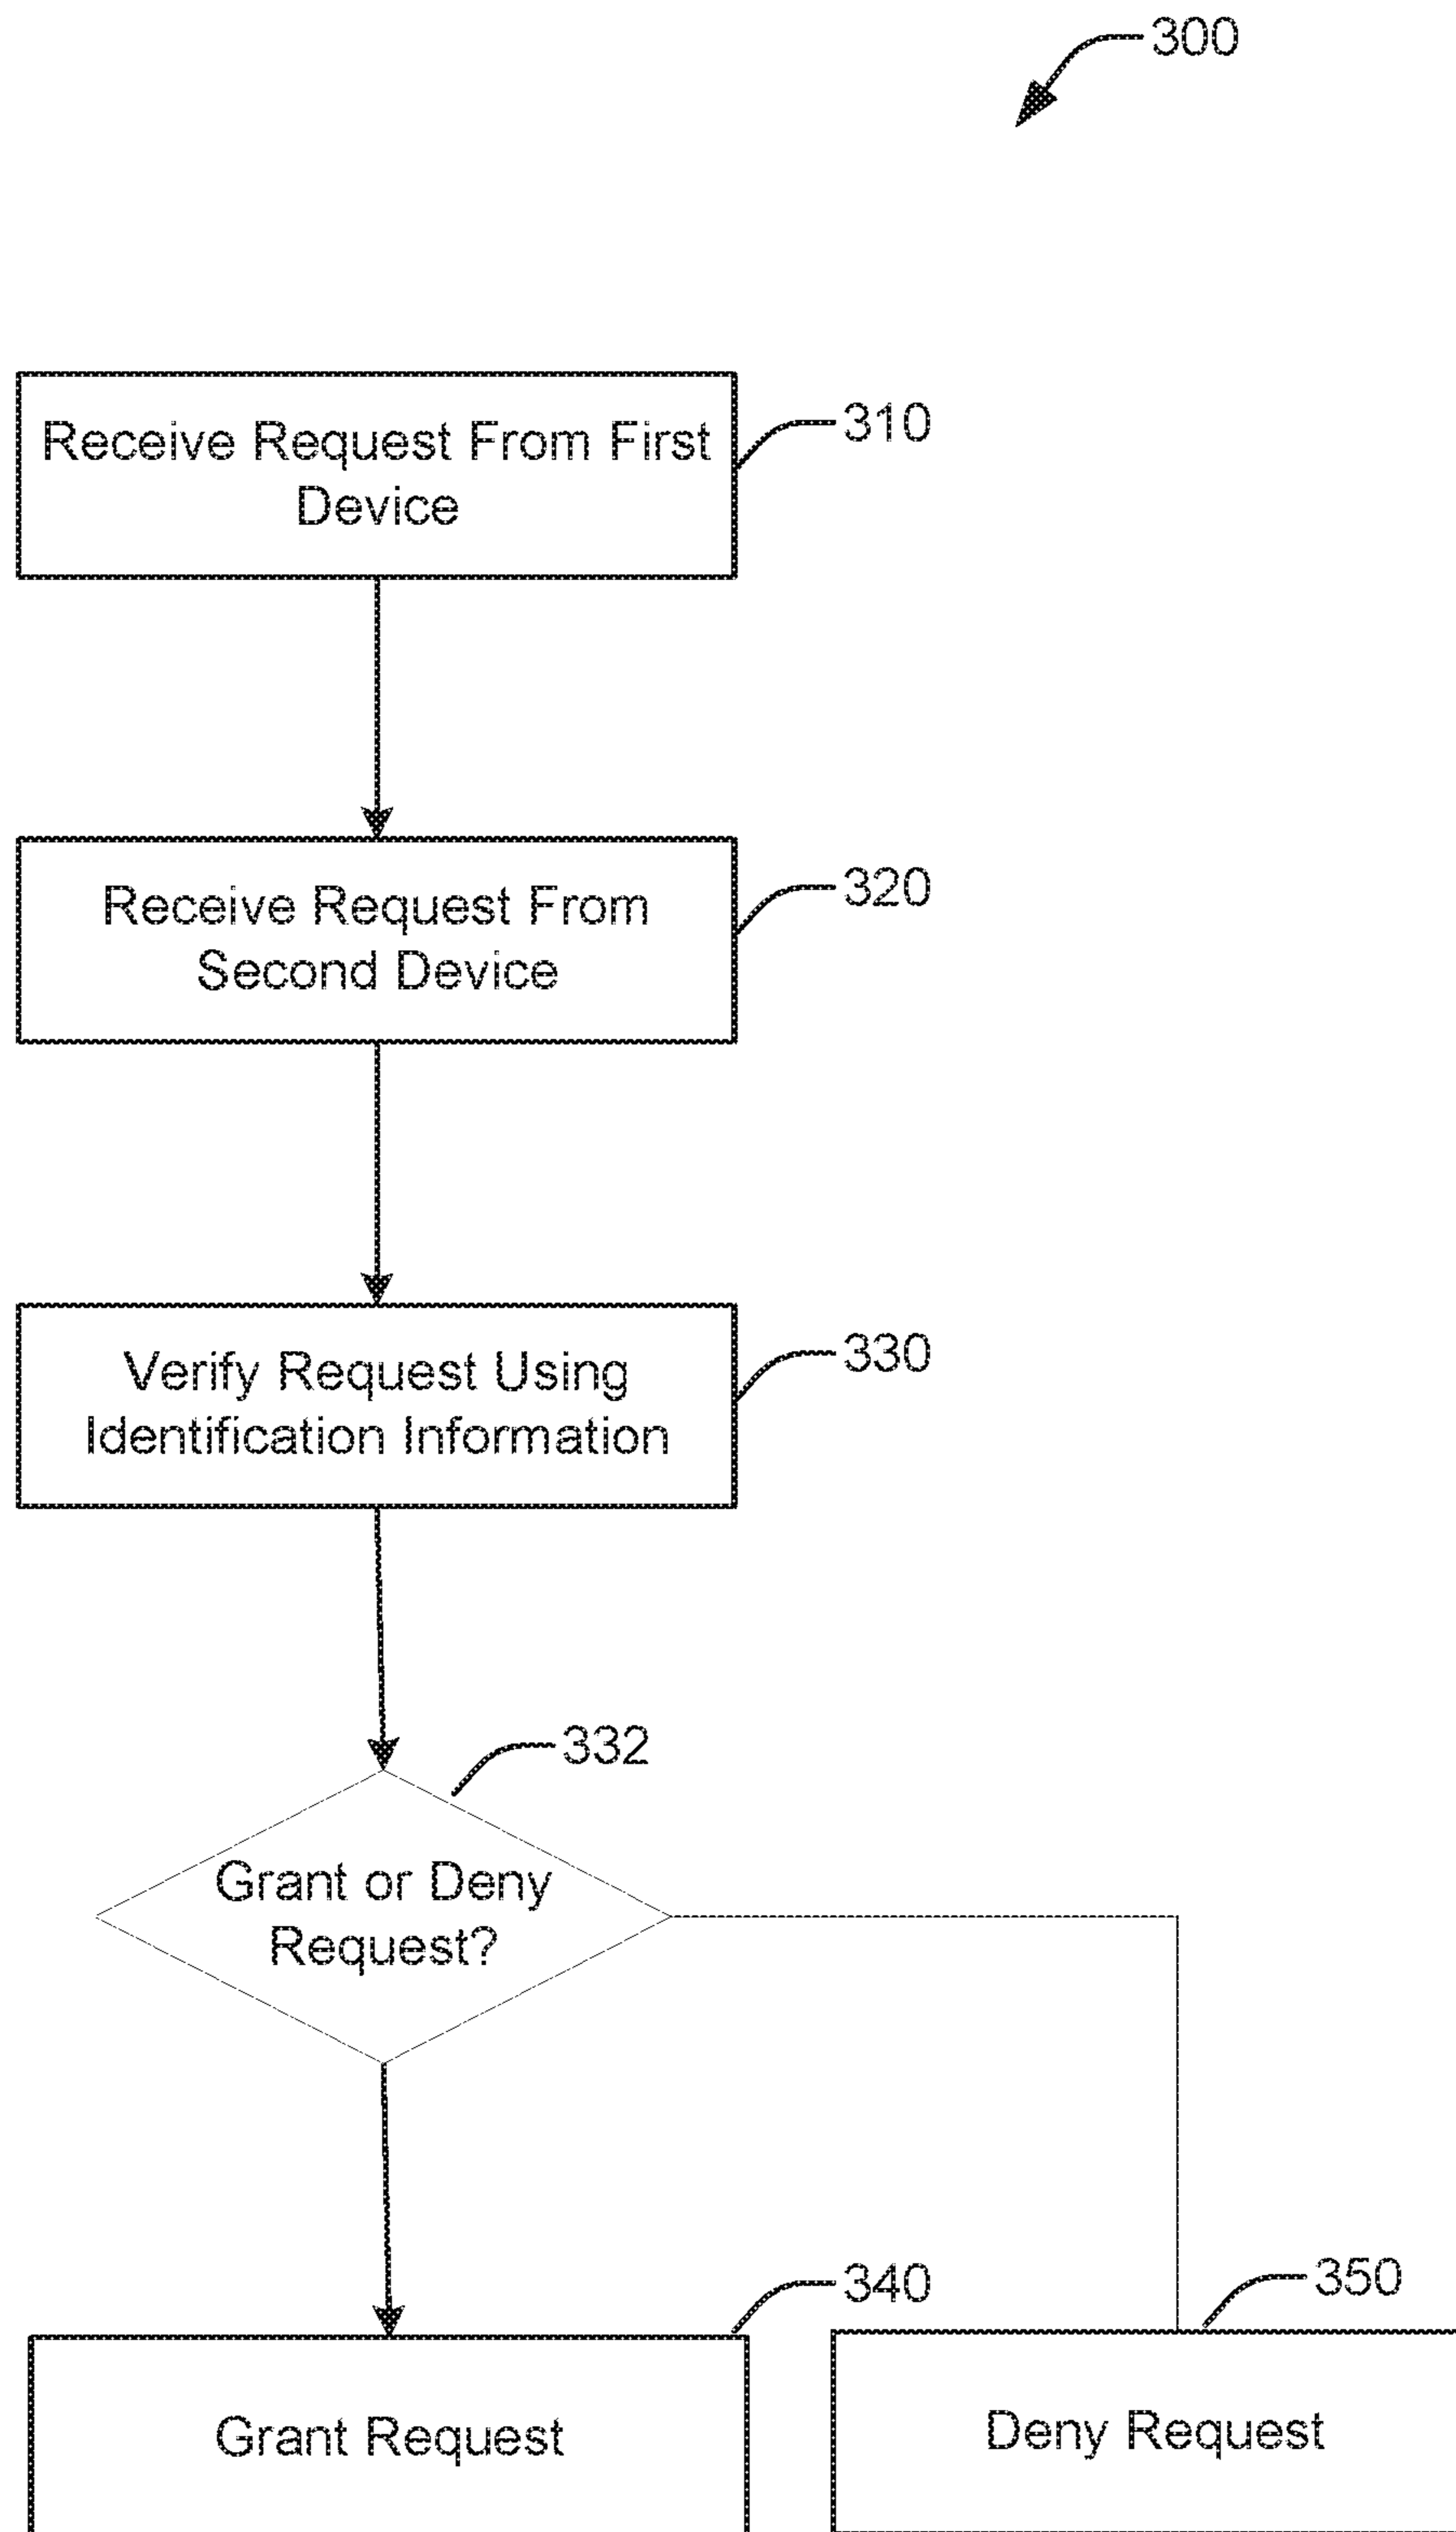 300
Receive Request From First
Device
310
Receive Request From
Second Device
320
Verify Request Using
Identification Information
330
332
Grant or Deny
Request?
340
Grant Request
350
Deny Request